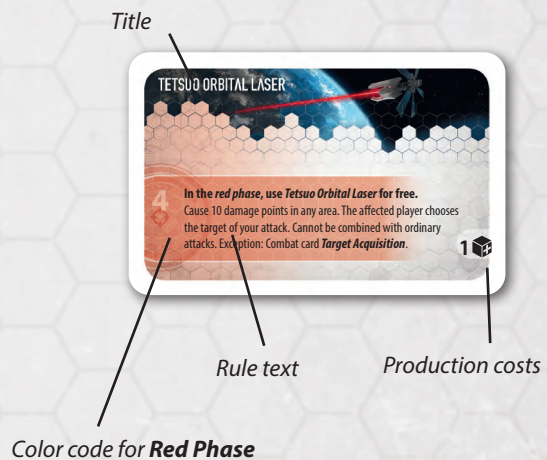 Title
TETSUO ORBITAL LASER
4
In the red phase, use Tetsuo Orbital Laser for free.
Cause 10 damage points in any area. The affected player chooses
the target of your attack. Cannot be combined with ordinary
attacks. Exception: Combat card Target Acquisition.
1
Rule text
Production costs
Color code for Red Phase